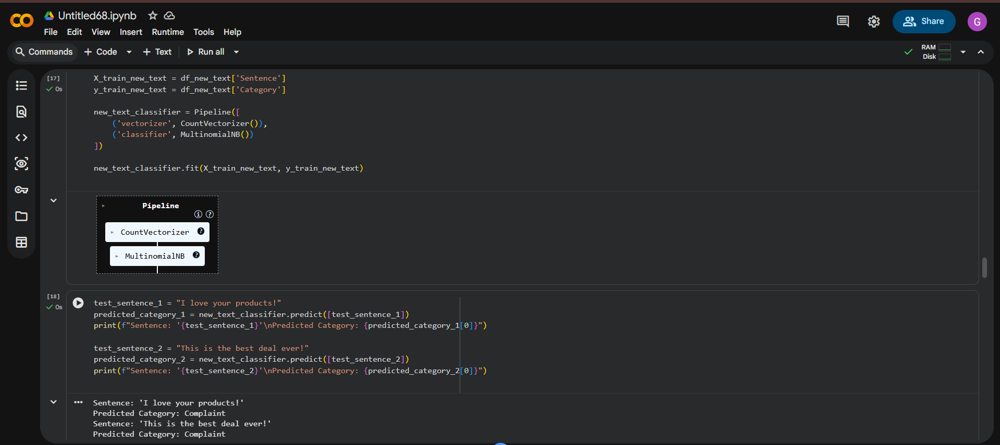 Untitled68.ipynb
File Edit View Insert Runtime Tools Help
Share
G
Commands + Code + Text Run all
RAM
Disk
[17]
0s
X_train_new_text = df_new_text['Sentence']
y_train_new_text = df_new_text['Category']
new_text_classifier = Pipeline([
('vectorizer', CountVectorizer()),
('classifier', MultinomialNB())
])
new_text_classifier.fit(X_train_new_text, y_train_new_text)
Pipeline
i ?
CountVectorizer ?
MultinomialNB ?
[18]
0s
test_sentence_1 = "I love your products!"
predicted_category_1 = new_text_classifier.predict([test_sentence_1])
print(f"Sentence: '{test_sentence_1}'\nPredicted Category: {predicted_category_1[0]}")
test_sentence_2 = "This is the best deal ever!"
predicted_category_2 = new_text_classifier.predict([test_sentence_2])
print(f"Sentence: '{test_sentence_2}'\nPredicted Category: {predicted_category_2[0]}")
Sentence: 'I love your products!'
Predicted Category: Complaint
Sentence: 'This is the best deal ever!'
Predicted Category: Complaint